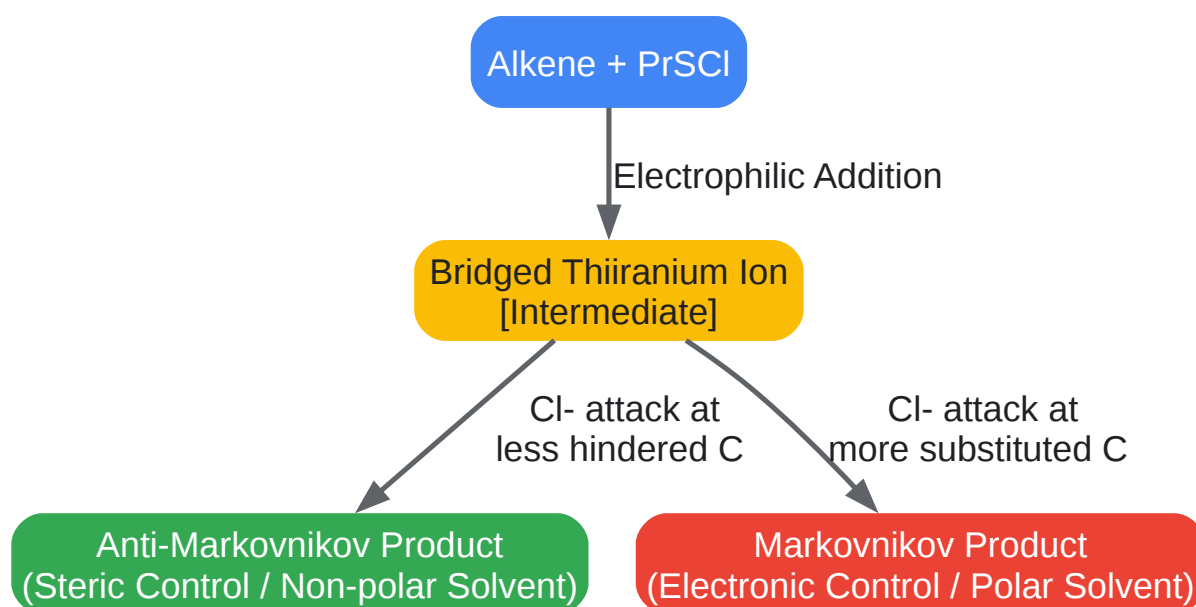 Alkene + PrSCl
Electrophilic Addition
Bridged Thiiranium Ion
[Intermediate]
Cl- attack at
less hindered C
Cl- attack at
more substituted C
Anti-Markovnikov Product
(Steric Control / Non-polar Solvent)
Markovnikov Product
(Electronic Control / Polar Solvent)